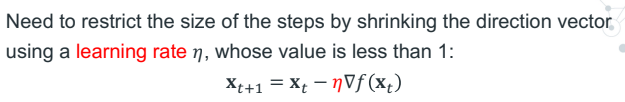 Need to restrict the size of the steps by shrinking the direction vector
using a learning rate η, whose value is less than 1:
𝐱ₜ₊₁ = 𝐱ₜ − η∇f(𝐱ₜ)